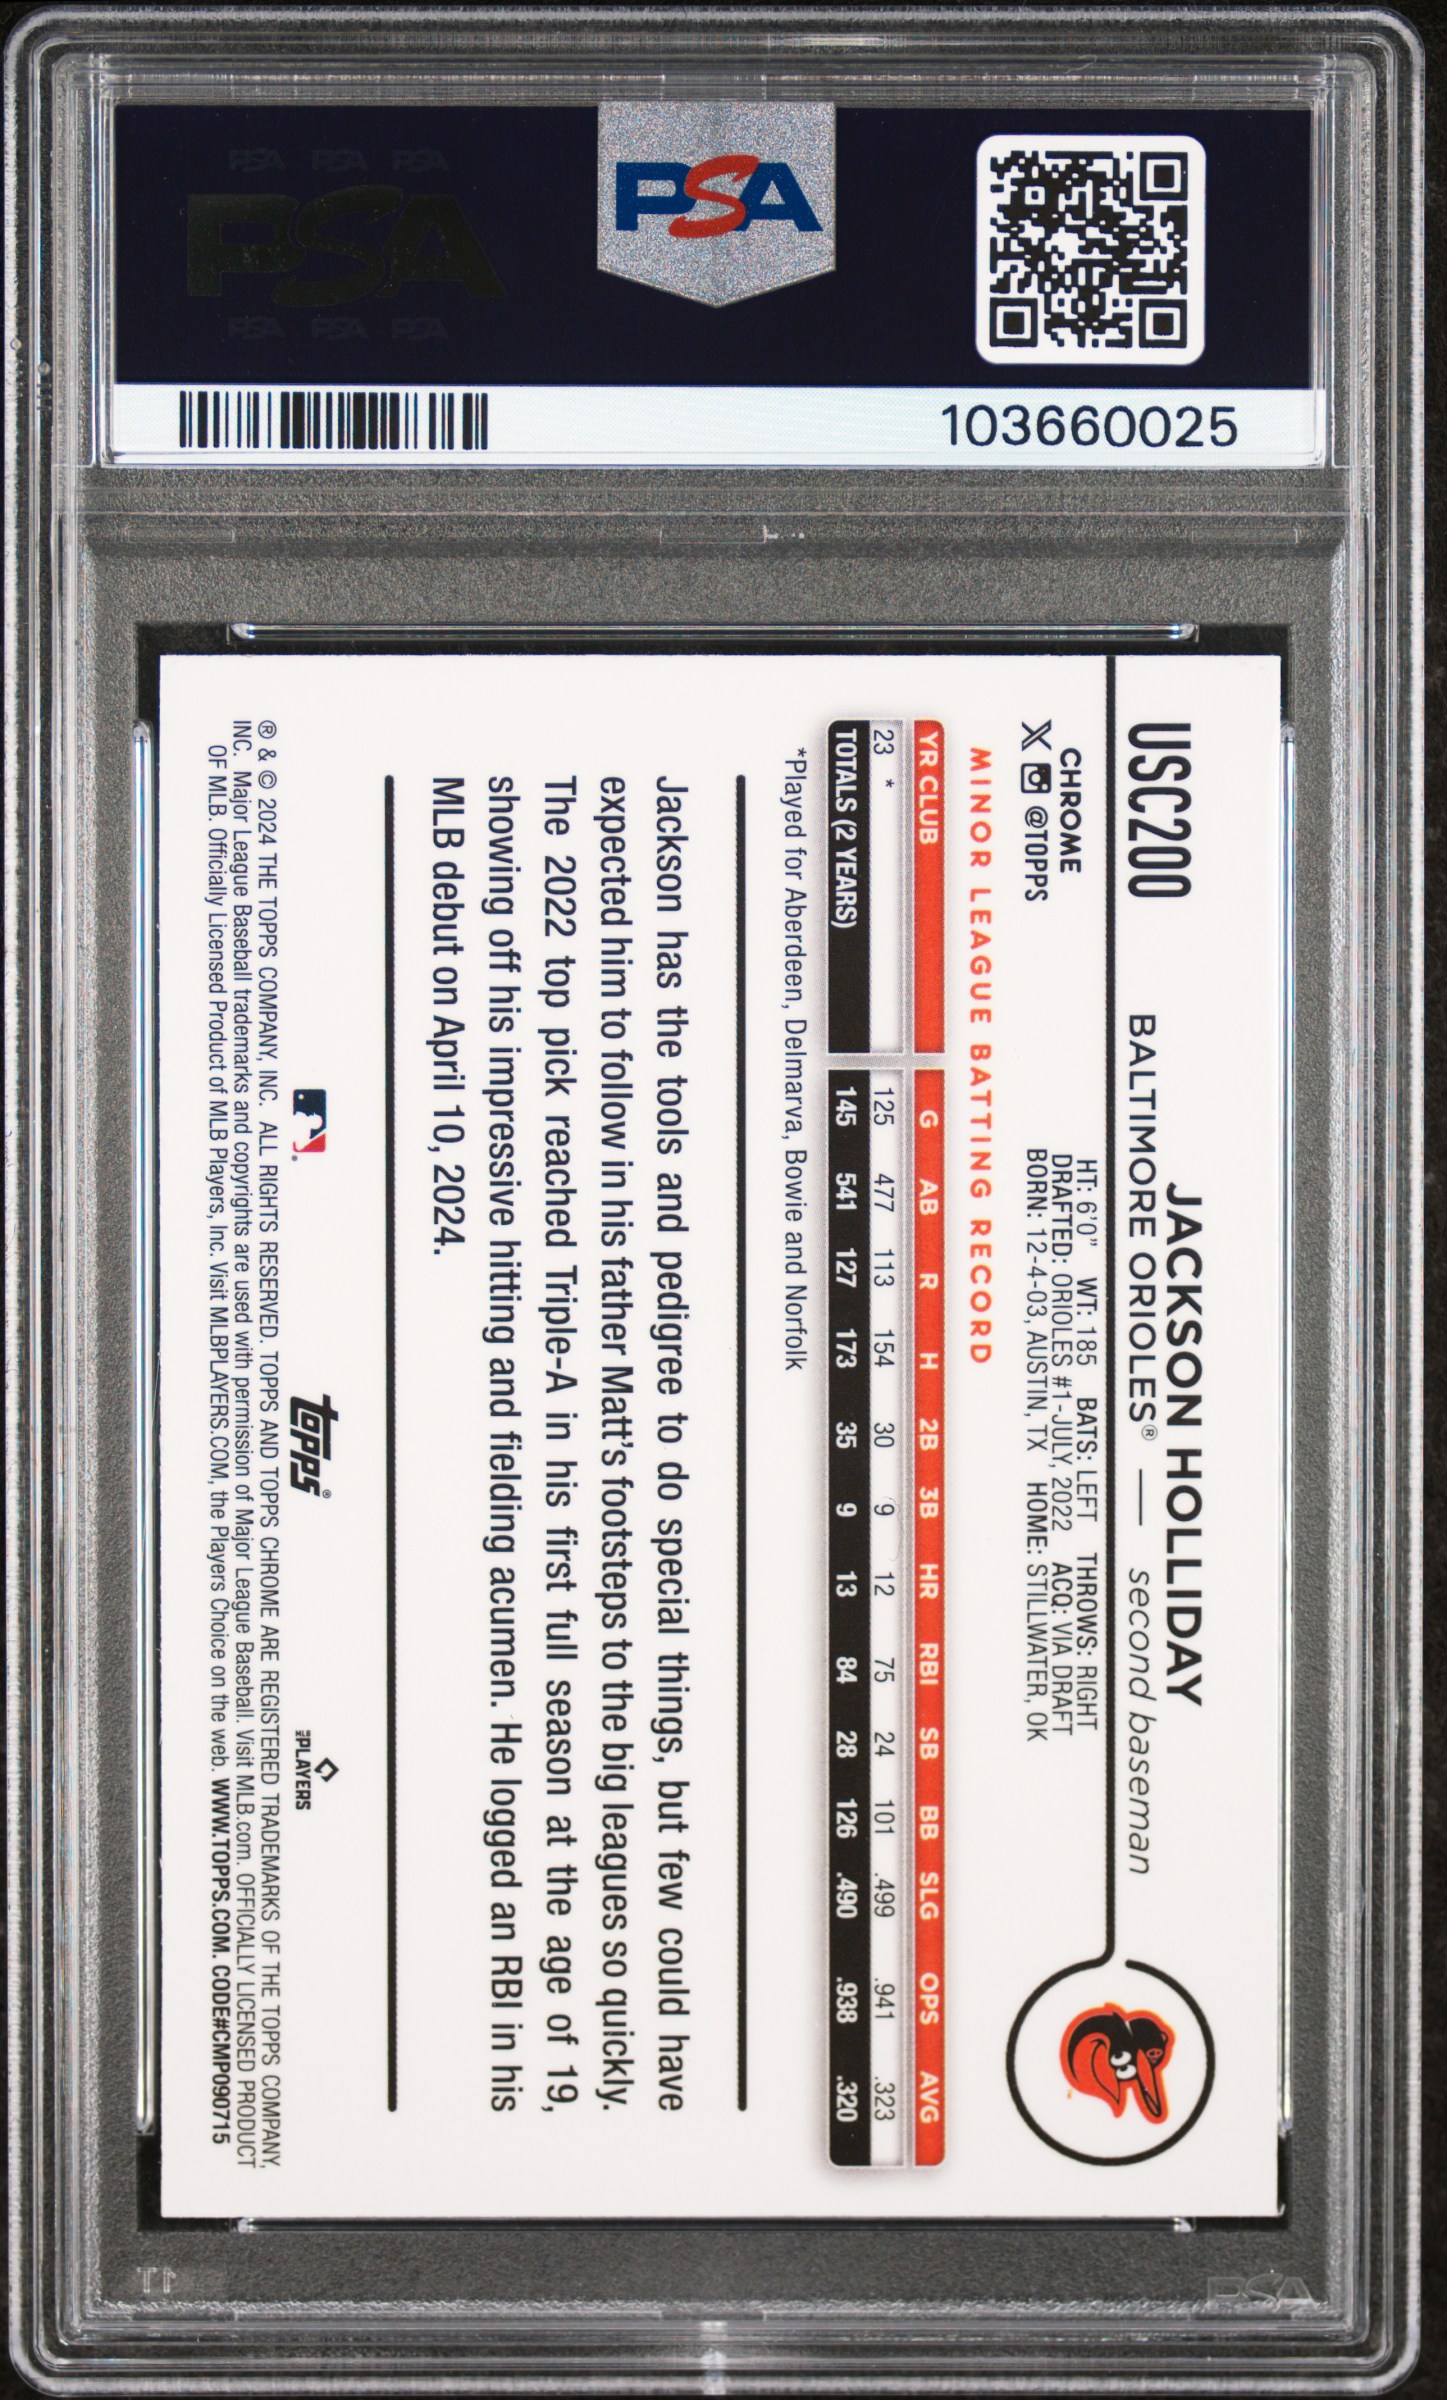 PSA PSA PSA
PSA
PSA PSA PSA
PSA
103660025
USC200
JACKSON HOLLIDAY
BALTIMORE ORIOLES® — second baseman
CHROME
X @TOPPS
HT: 6'0" WT: 185 BATS: LEFT THROWS: RIGHT
DRAFTED: ORIOLES #1-JULY, 2022 ACQ: VIA DRAFT
BORN: 12-4-03, AUSTIN, TX HOME: STILLWATER, OK
MINOR LEAGUE BATTING RECORD
YR CLUB G AB R H 2B 3B HR RBI SB BB SLG OPS AVG
23 * 125 477 113 154 30 9 12 75 24 101 .499 .941 .323
TOTALS (2 YEARS) 145 541 127 173 35 9 13 84 28 126 .490 .938 .320
*Played for Aberdeen, Delmarva, Bowie and Norfolk
Jackson has the tools and pedigree to do special things, but few could have
expected him to follow in his father Matt's footsteps to the big leagues so quickly.
The 2022 top pick reached Triple-A in his first full season at the age of 19,
showing off his impressive hitting and fielding acumen. He logged an RBI in his
MLB debut on April 10, 2024.
topps®
MLB PLAYERS
® & © 2024 THE TOPPS COMPANY, INC. ALL RIGHTS RESERVED. TOPPS AND TOPPS CHROME ARE REGISTERED TRADEMARKS OF THE TOPPS COMPANY,
INC. Major League Baseball trademarks and copyrights are used with permission of Major League Baseball. Visit MLB.com. OFFICIALLY LICENSED PRODUCT
OF MLB. Officially Licensed Product of MLB Players, Inc. Visit MLBPLAYERS.COM, the Players Choice on the web. WWW.TOPPS.COM. CODE#CMP090715
PSA